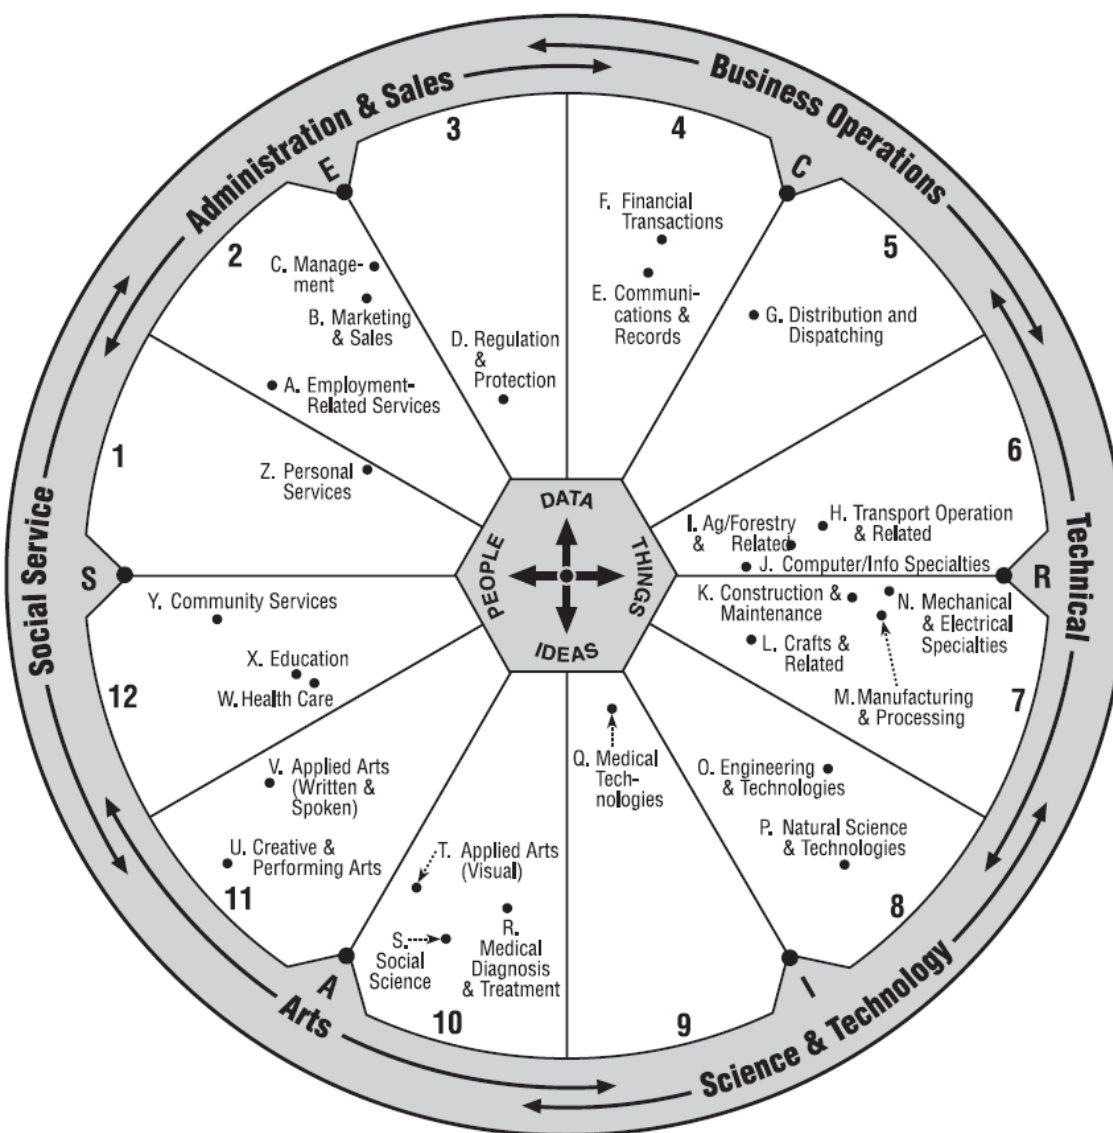 Administration & Sales
Business Operations
Technical
Science & Technology
Arts
Social Service
E
C
R
I
A
S
1
2
3
4
5
6
7
8
9
10
11
12
DATA
THINGS
IDEAS
PEOPLE
C. Manage-
ment
B. Marketing
& Sales
A. Employment-
Related Services
Z. Personal
Services
D. Regulation
&
Protection
F. Financial
Transactions
E. Communi-
cations &
Records
G. Distribution and
Dispatching
H. Transport Operation
& Related
I. Ag/Forestry
& Related
J. Computer/Info Specialties
K. Construction &
Maintenance
N. Mechanical
& Electrical
Specialties
L. Crafts &
Related
M. Manufacturing
& Processing
O. Engineering
& Technologies
P. Natural Science
& Technologies
Q. Medical
Tech-
nologies
R.
Medical
Diagnosis
& Treatment
S.
Social
Science
T. Applied Arts
(Visual)
U. Creative &
Performing Arts
V. Applied Arts
(Written &
Spoken)
W. Health Care
X. Education
Y. Community Services